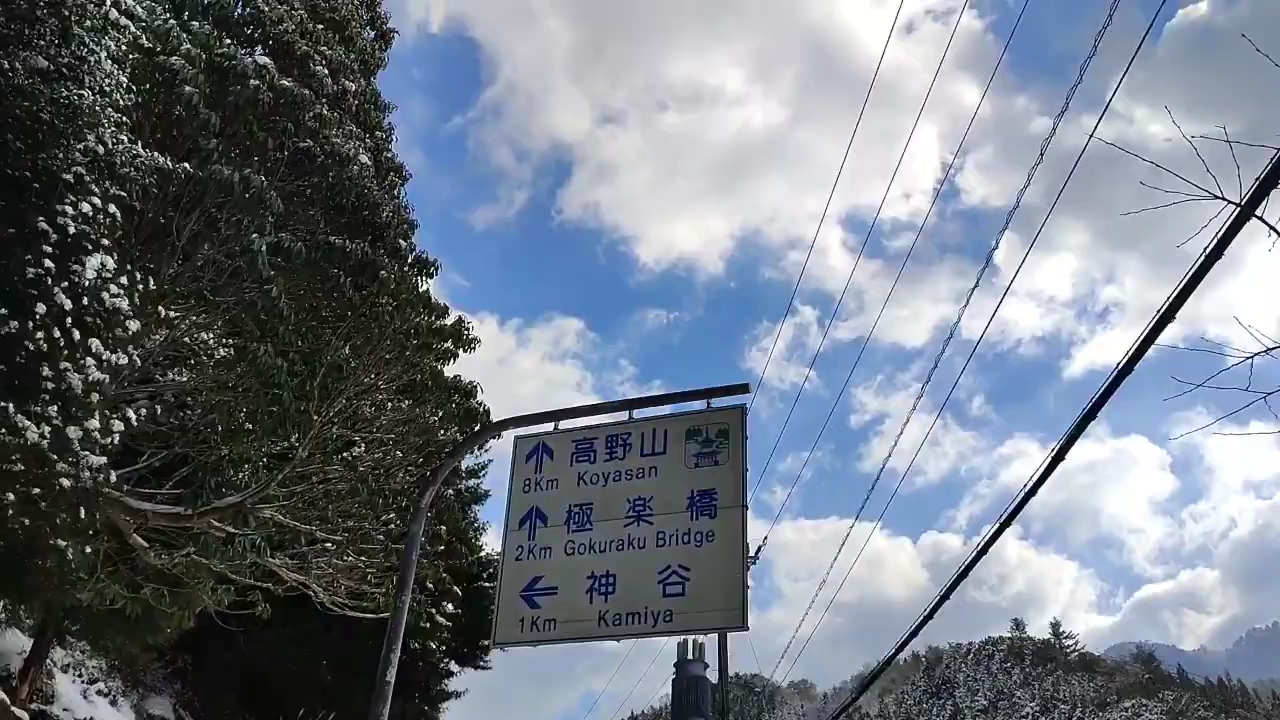 高野山
8Km Koyasan
極楽橋
2Km Gokuraku Bridge
神谷
1Km Kamiya